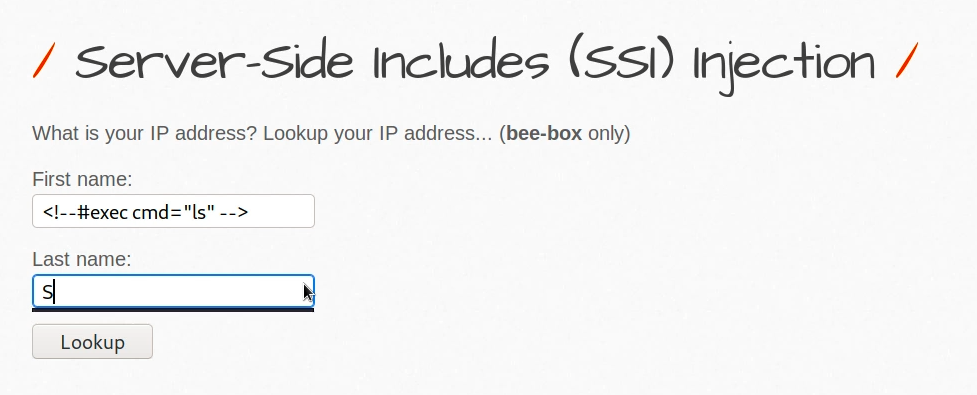 / Server-Side Includes (SSI) Injection /
What is your IP address? Lookup your IP address... (bee-box only)
First name:
<!--#exec cmd="ls" -->
Last name:
S
Lookup